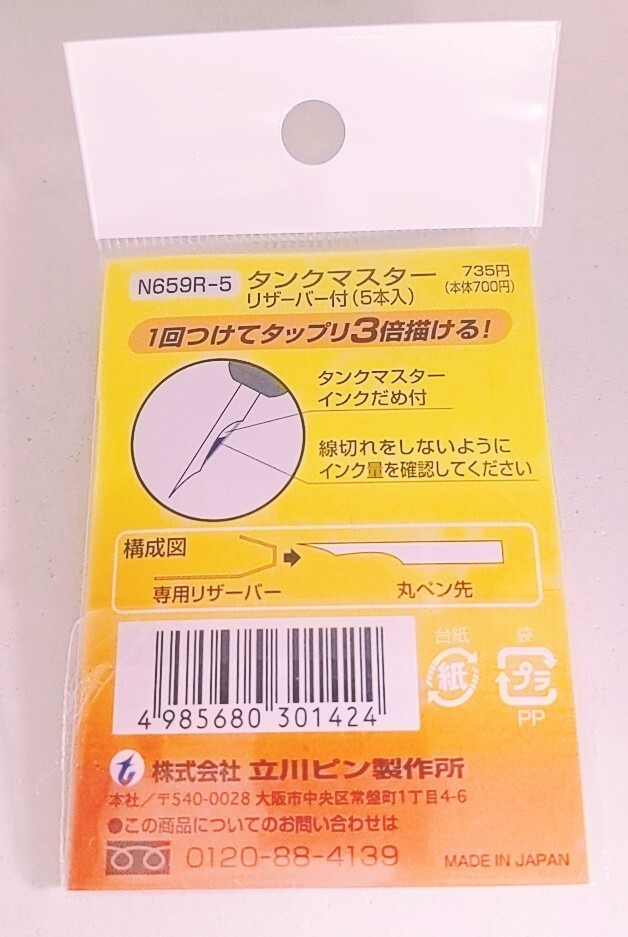 N659R-5 タンクマスター 735円
リザーバー付(5本入) (本体700円)
1回つけてタップリ3倍描ける!
タンクマスター
インクだめ付
線切れをしないように
インク量を確認してください
構成図
専用リザーバー 丸ペン先
台紙 袋
紙 プラ
PP
4 985680 301424
株式会社 立川ピン製作所
本社/〒540-0028 大阪市中央区常盤町1丁目4-6
●この商品についてのお問い合わせは
0120-88-4139 MADE IN JAPAN